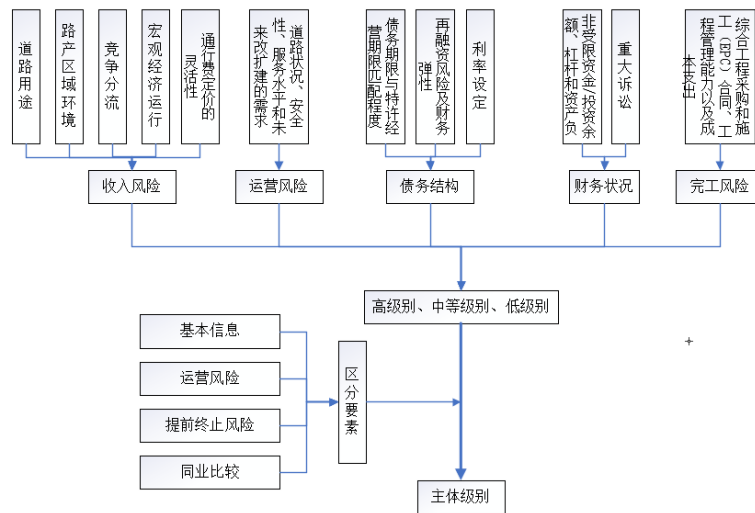 道路用途
路产区域环境
竞争分流
宏观经济运行
通行费定价的
灵活性
道路状况、安全
性、服务水平和未
来改扩建的需求
债务期限与特许经
营期限匹配程度
再融资风险及财务
弹性
利率设定
非受限资金/投资余
额、杠杆和资产负
重大诉讼
综合工程采购和施
工（EPC）合同、工
程管理能力以及成
本支出
收入风险
运营风险
债务结构
财务状况
完工风险
高级别、中等级别、低级别
基本信息
运营风险
提前终止风险
同业比较
区分要素
主体级别